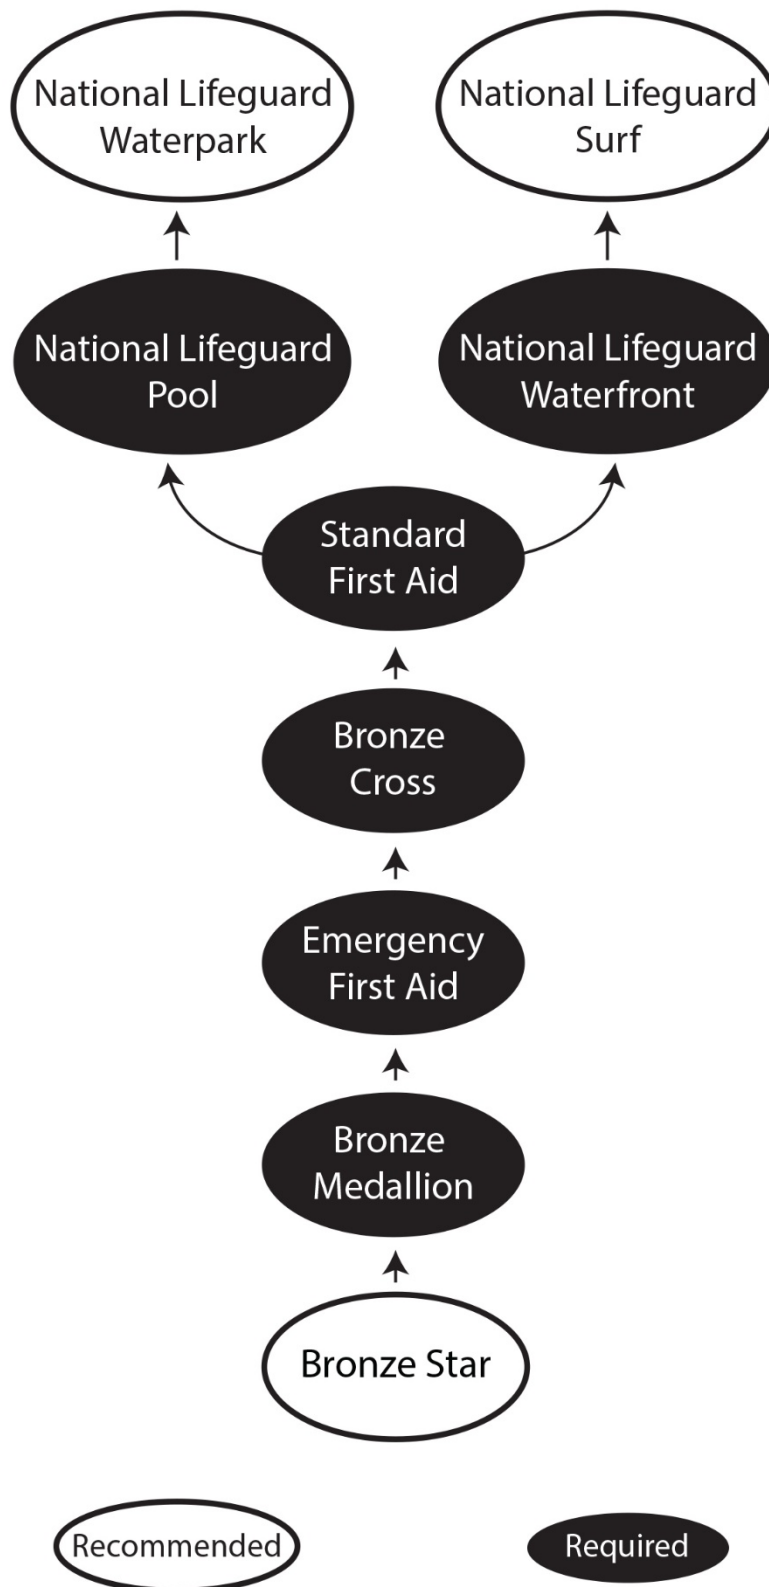 National Lifeguard
Waterpark
National Lifeguard
Surf
National Lifeguard
Pool
National Lifeguard
Waterfront
Standard
First Aid
Bronze
Cross
Emergency
First Aid
Bronze
Medallion
Bronze Star
Recommended
Required